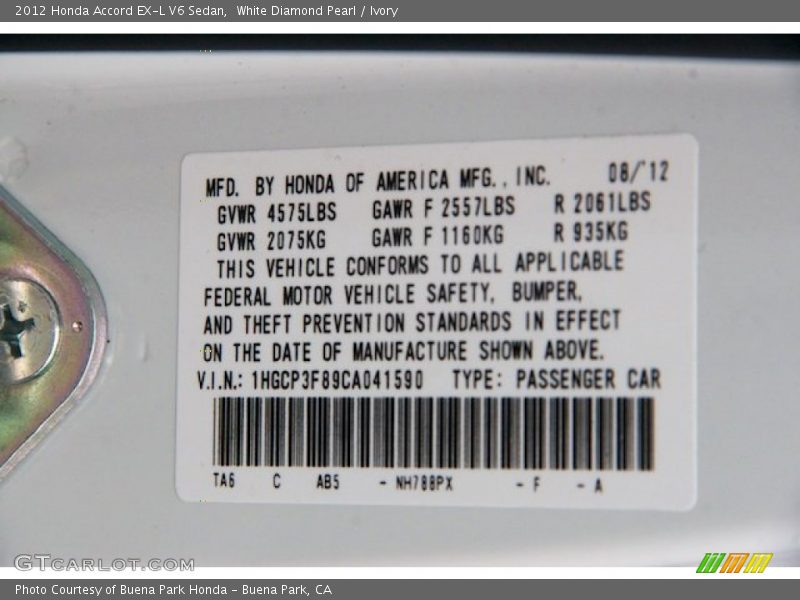 2012 Honda Accord EX-L V6 Sedan, White Diamond Pearl / Ivory
MFD. BY HONDA OF AMERICA MFG., INC. 08/'12
GVWR 4575LBS GAWR F 2557LBS R 2061LBS
GVWR 2075KG GAWR F 1160KG R 935KG
THIS VEHICLE CONFORMS TO ALL APPLICABLE
FEDERAL MOTOR VEHICLE SAFETY, BUMPER,
AND THEFT PREVENTION STANDARDS IN EFFECT
ON THE DATE OF MANUFACTURE SHOWN ABOVE.
V.I.N.: 1HGCP3F89CA041590 TYPE: PASSENGER CAR
TA6 C AB5 - NH788PX - F - A
GTCARLOT.COM
Photo Courtesy of Buena Park Honda - Buena Park, CA